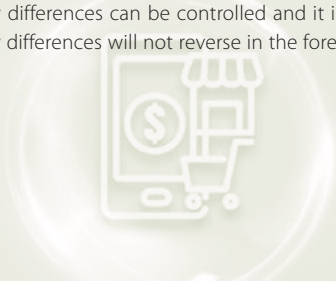 differences can be controlled and it i
differences will not reverse in the fore
$